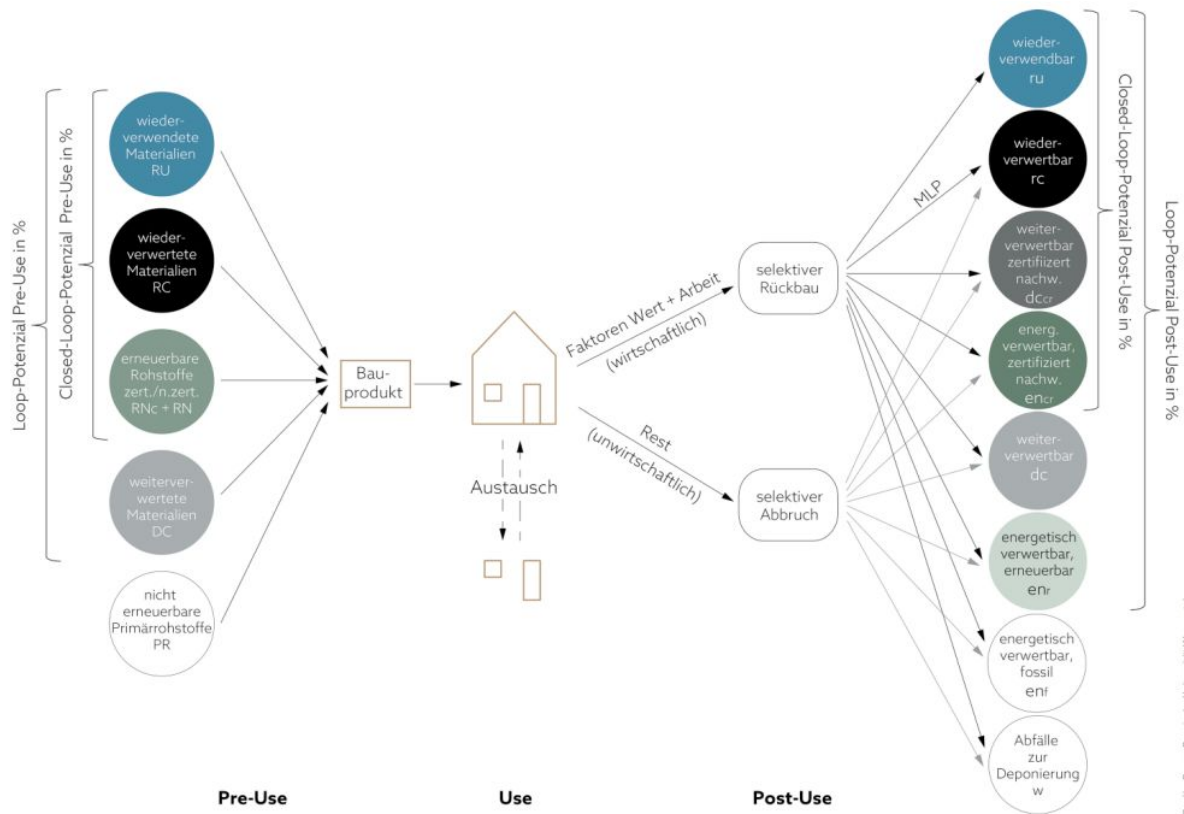 Loop-Potenzial Pre-Use in %
Closed-Loop-Potenzial Pre-Use in %
wieder-
verwendete
Materialien
RU
wieder-
verwertete
Materialien
RC
erneuerbare
Rohstoffe
zert./n.zert.
RNc + RN
weiterver-
wertete
Materialien
DC
nicht
erneuerbare
Primärrohstoffe
PR
Bau-
produkt
Austausch
Faktoren Wert + Arbeit
(wirtschaftlich)
Rest
(unwirtschaftlich)
selektiver
Rückbau
selektiver
Abbruch
MLP
wieder-
verwendbar
ru
wieder-
verwertbar
rc
weiter-
verwertbar
zertifiizert
nachw.
dccr
energ.
verwertbar,
zertifiziert
nachw.
encr
weiter-
verwertbar
dc
energetisch
verwertbar,
erneuerbar
enr
energetisch
verwertbar,
fossil
enf
Abfälle
zur
Deponierung
w
Closed-Loop-Potenzial Post-Use in %
Loop-Potenzial Post-Use in %
Pre-Use
Use
Post-Use